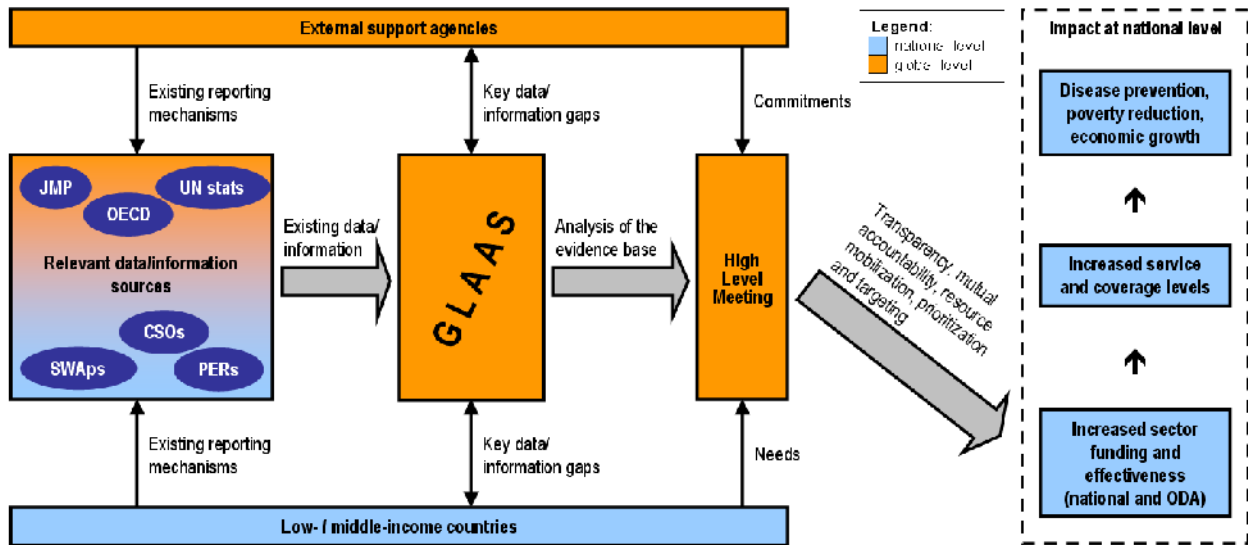 External support agencies
Legend:
national level
global level
Impact at national level
Existing reporting
mechanisms
Key data/
information gaps
Commitments
Disease prevention,
poverty reduction,
economic growth
JMP
UN stats
OECD
Relevant data/information
sources
CSOs
SWAps
PERs
Existing data/
information
GLAAS
Analysis of the
evidence base
High
Level
Meeting
Transparency, mutual
accountability, resource
mobilization, prioritization
and targeting
Increased service
and coverage levels
Existing reporting
mechanisms
Key data/
information gaps
Needs
Increased sector
funding and
effectiveness
(national and ODA)
Low- / middle-income countries